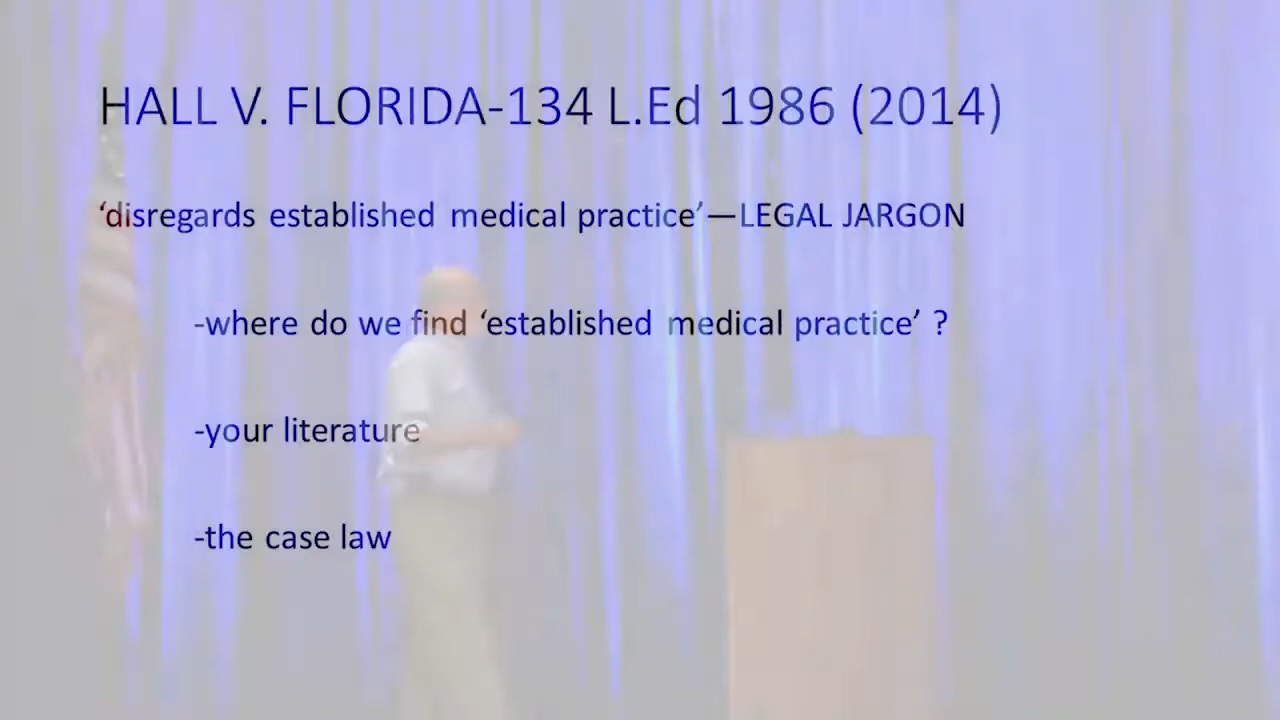 HALL V. FLORIDA-134 L.Ed 1986 (2014)
‘disregards established medical practice’—LEGAL JARGON
-where do we find ‘established medical practice’ ?
-your literature
-the case law